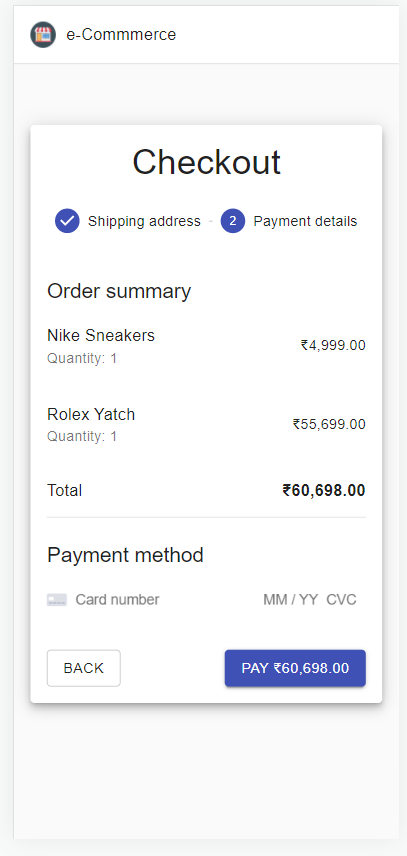 e-Commmerce
Checkout
Shipping address 2 Payment details
Order summary
Nike Sneakers ₹4,999.00
Quantity: 1
Rolex Yatch ₹55,699.00
Quantity: 1
Total ₹60,698.00
Payment method
Card number MM / YY CVC
BACK PAY ₹60,698.00